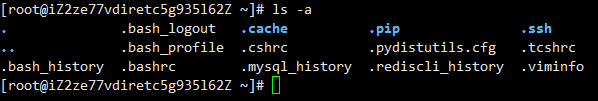 [root@iZ2ze77vdiretc5g935l62Z ~]# ls -a
. .bash_logout .cache .pip .ssh
.. .bash_profile .cshrc .pydistutils.cfg .tcshrc
.bash_history .bashrc .mysql_history .rediscli_history .viminfo
[root@iZ2ze77vdiretc5g935l62Z ~]#